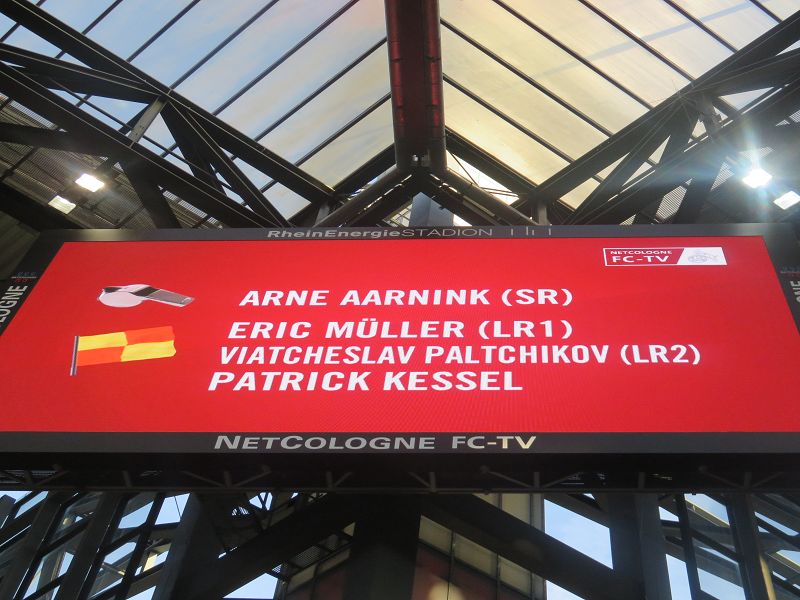 RheinEnergieSTADION
NETCOLOGNE
FC-TV
ARNE AARNINK (SR)
ERIC MÜLLER (LR1)
VIATCHESLAV PALTCHIKOV (LR2)
PATRICK KESSEL
NETCOLOGNE FC-TV